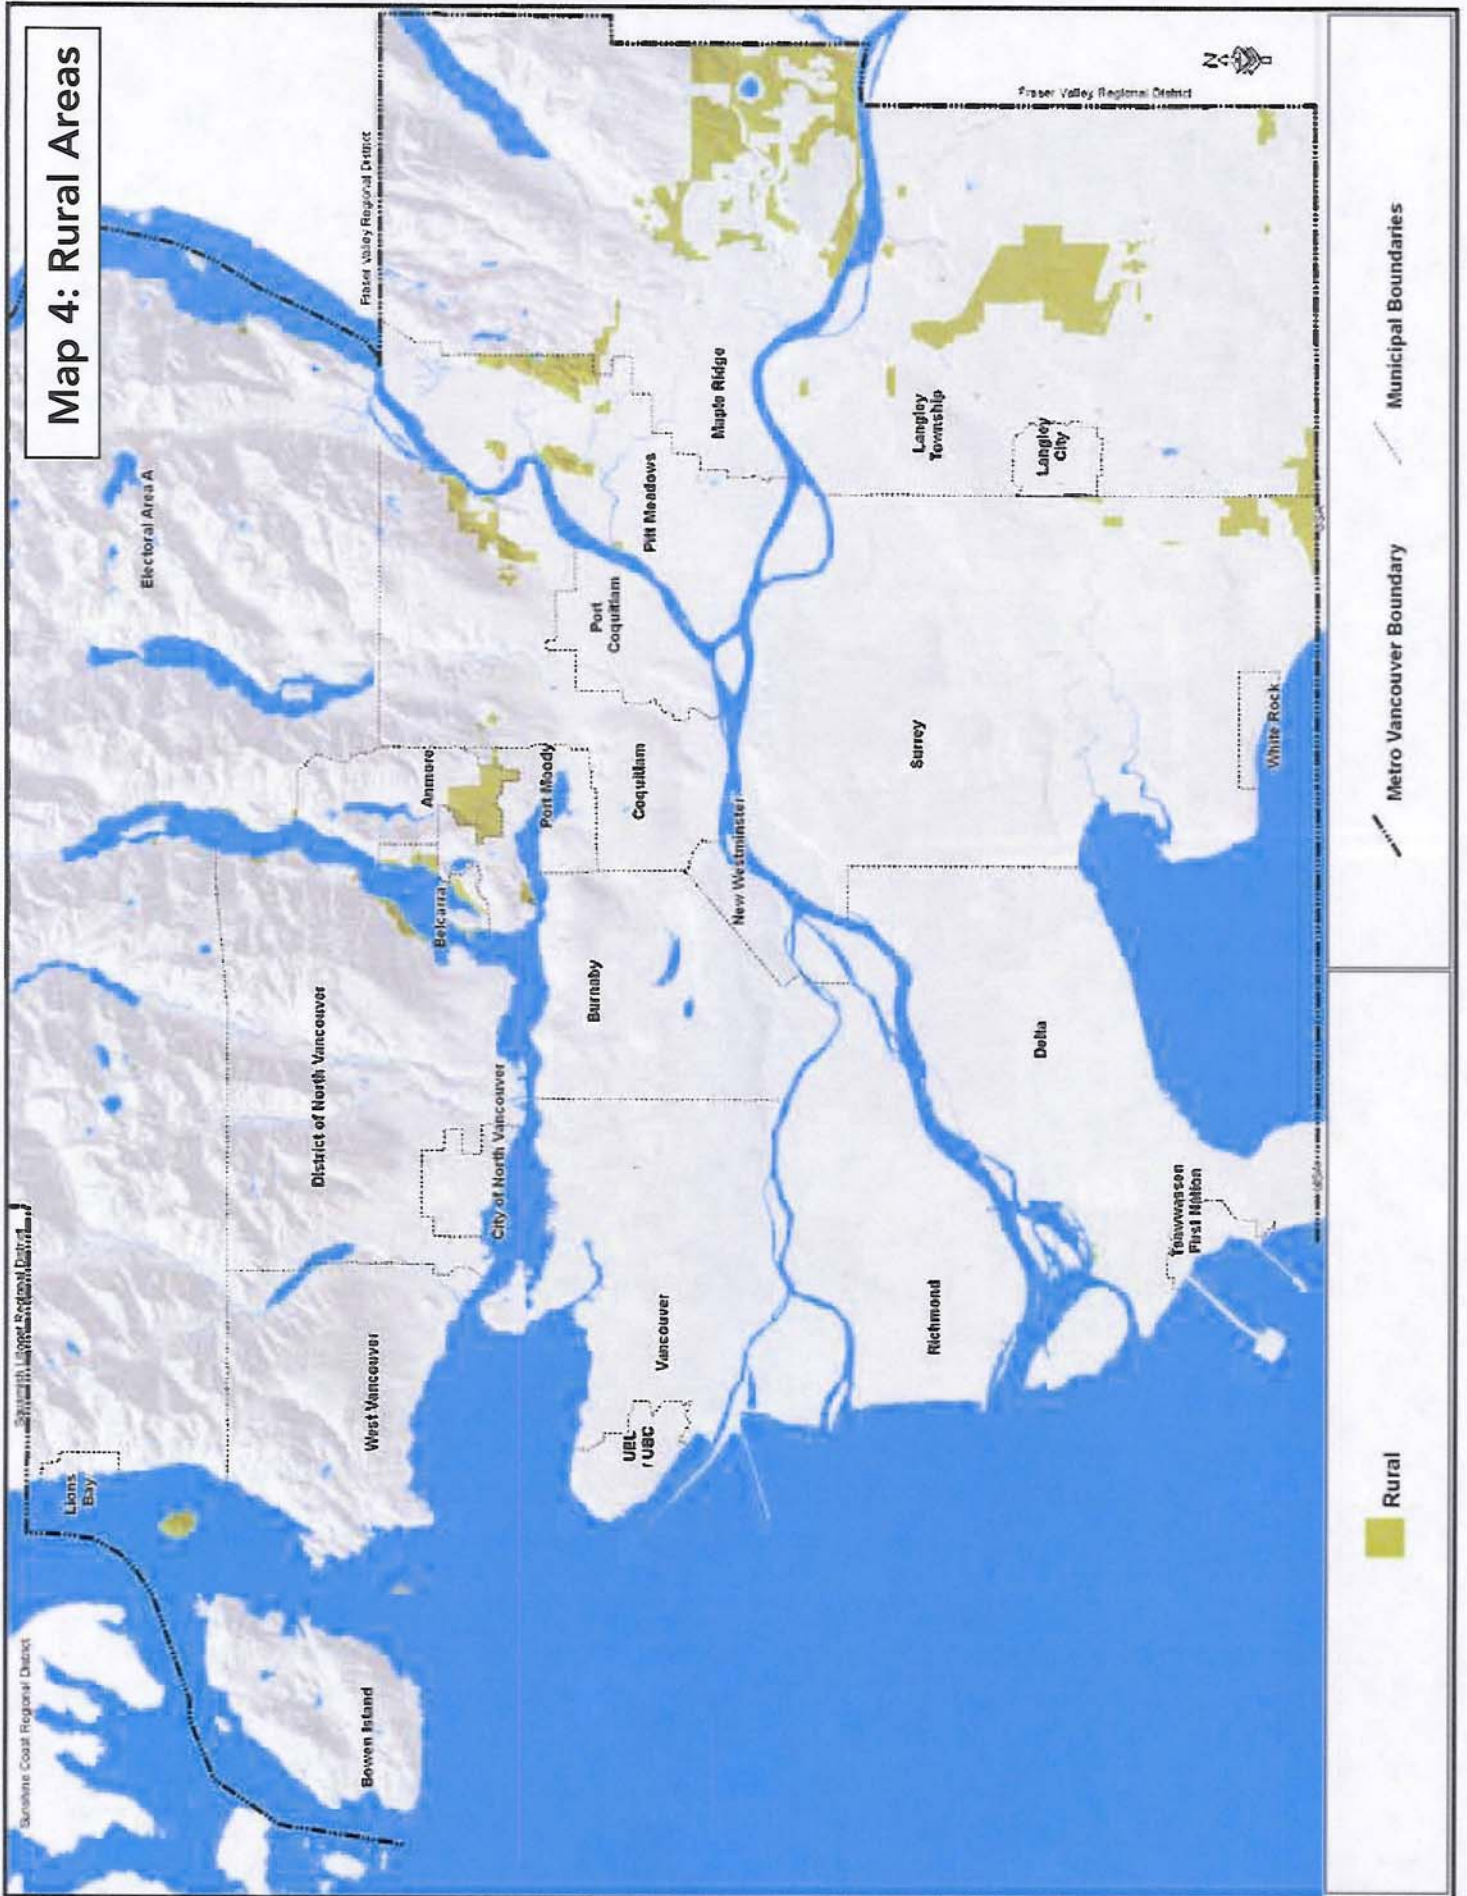 Map 4: Rural Areas
Sunshine Coast Regional District
Squamish Lillooet Regional District
Fraser Valley Regional District
Electoral Area A
Lions
Bay
Bowen Island
West Vancouver
District of North Vancouver
City of North Vancouver
Belcarra
Anmore
Port Moody
Coquitlam
Port
Coquitlam
Pitt Meadows
Maple Ridge
Burnaby
New Westminster
Vancouver
UEL
/ UBC
Richmond
Delta
Surrey
Langley
Township
Langley
City
White Rock
Tsawwassen
First Nation
Fraser Valley Regional District
N
Rural
Metro Vancouver Boundary
Municipal Boundaries